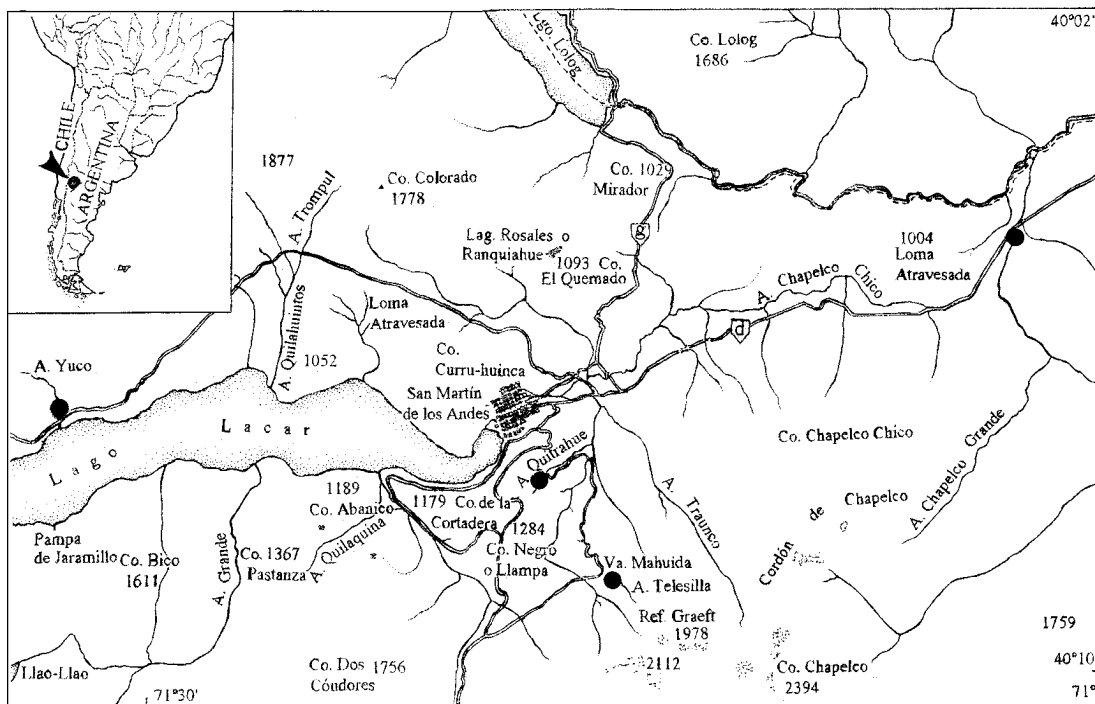 CHILE
ARGENTINA
40°02'
Lgo. Lolog
Co. Lolog
1686
1877
Co. Colorado
1778
A. Trompul
Co. 1029
Mirador
g
Lag. Rosales o
Ranquiahue
1093 Co.
El Quemado
1004
Loma
Atravesada
A. Chapelco Chico
d
A. Quilahuintos
Loma
Atravesada
1052
A. Yuco
Co.
Curru-huinca
San Martín
de los Andes
Lago Lacar
A. Quitrahue
Co. Chapelco Chico
Cordón de Chapelco
A. Chapelco Grande
A. Traunco
1189
Co. Abanico
1179 Co. de la
Cortadera
1284
Co. Negro
o Llampa
A. Quilaquina
Pampa
de Jaramillo
Co. Bico
1611
A. Grande
Co. 1367
Pastanza
Va. Mahuida
A. Telesilla
Ref. Graeft
1978
2112
1759
Co. Dos 1756
Cóndores
Co. Chapelco
2394
Llao-Llao
71°30'
40°10'
71°